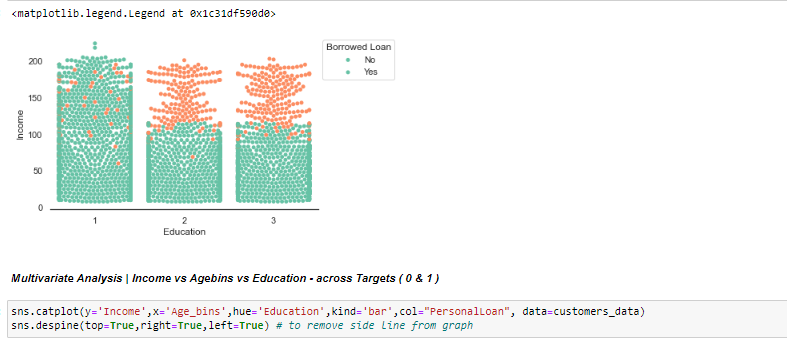 <matplotlib.legend.Legend at 0x1c31df590d0>
Borrowed Loan
No
Yes
200
150
100
50
0
Income
1 2 3
Education
Multivariate Analysis | Income vs Agebins vs Education - across Targets ( 0 & 1 )
sns.catplot(y='Income',x='Age_bins',hue='Education',kind='bar',col="PersonalLoan", data=customers_data)
sns.despine(top=True,right=True,left=True) # to remove side line from graph